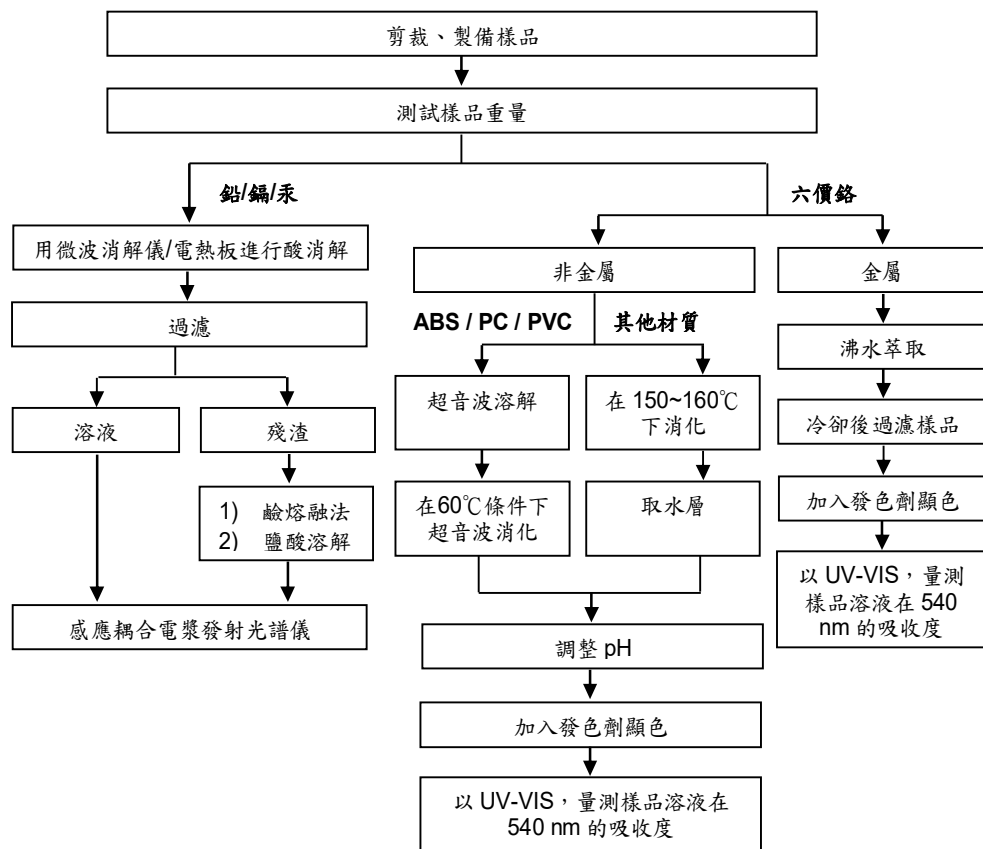 剪裁、製備樣品
測試樣品重量
鉛/鎘/汞
用微波消解儀/電熱板進行酸消解
過濾
溶液
殘渣
1) 鹼熔融法
2) 鹽酸溶解
感應耦合電漿發射光譜儀
六價鉻
非金屬
ABS / PC / PVC
其他材質
超音波溶解
在60℃條件下
超音波消化
在 150~160℃
下消化
取水層
調整 pH
加入發色劑顯色
以 UV-VIS，量測樣品溶液在
540 nm 的吸收度
金屬
沸水萃取
冷卻後過濾樣品
加入發色劑顯色
以 UV-VIS，量測
樣品溶液在 540
nm 的吸收度